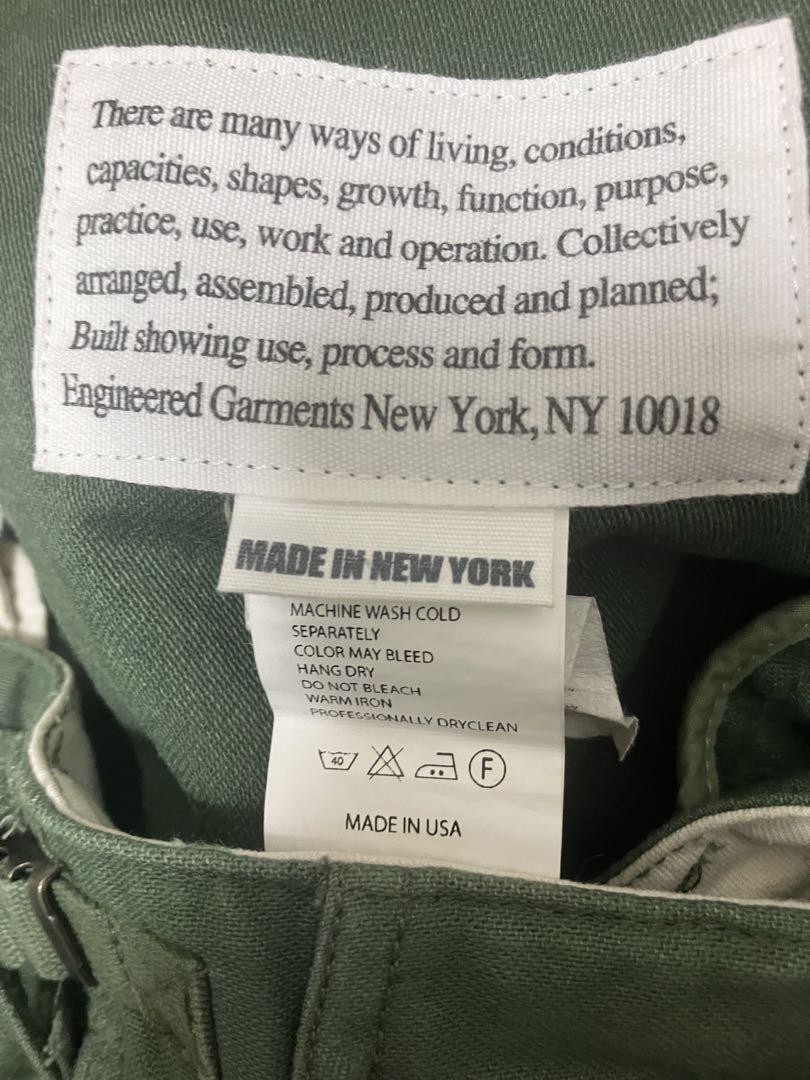 There are many ways of living, conditions,
capacities, shapes, growth, function, purpose,
practice, use, work and operation. Collectively
arranged, assembled, produced and planned;
Built showing use, process and form.
Engineered Garments New York, NY 10018
MADE IN NEW YORK
MACHINE WASH COLD
SEPARATELY
COLOR MAY BLEED
HANG DRY
DO NOT BLEACH
WARM IRON
PROFESSIONALLY DRYCLEAN
40 F
MADE IN USA